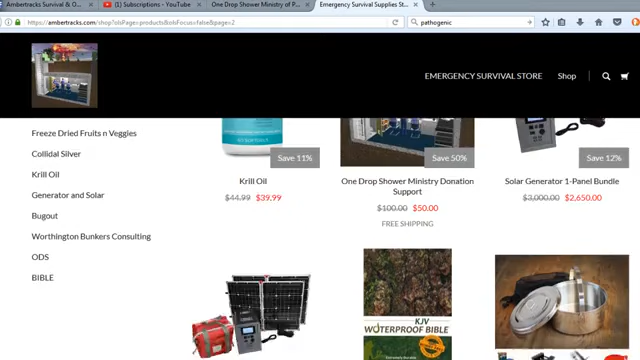 Ambertracks Survival & O...
Subscriptions - YouTube
One Drop Shower Ministry of P...
Emergency Survival Supplies St...
https://ambertracks.com/shop?olsPage=products&olsFocus=false&page=2
pathogenic
EMERGENCY SURVIVAL STORE
Shop
Freeze Dried Fruits n Veggies
Collidal Silver
Krill Oil
Generator and Solar
Bugout
Worthington Bunkers Consulting
ODS
BIBLE
Save 11%
Krill Oil
$44.99 $39.99
Save 50%
One Drop Shower Ministry Donation
Support
$100.00 $50.00
FREE SHIPPING
Save 12%
Solar Generator 1-Panel Bundle
$3,000.00 $2,650.00
KJV
WATERPROOF BIBLE